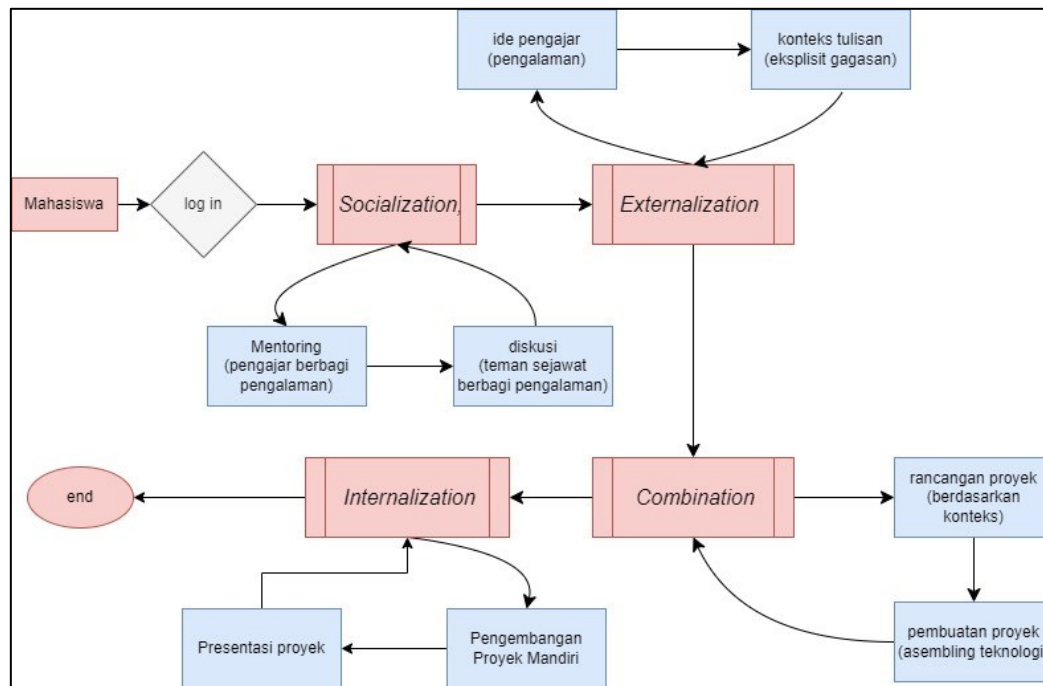 ide pengajar
(pengalaman)
konteks tulisan
(eksplisit gagasan)
Mahasiswa
log in
Socialization,
Externalization
Mentoring
(pengajar berbagi
pengalaman)
diskusi
(teman sejawat
berbagi pengalaman)
end
Internalization
Combination
rancangan proyek
(berdasarkan
konteks)
Presentasi proyek
Pengembangan
Proyek Mandiri
pembuatan proyek
(asembling teknologi